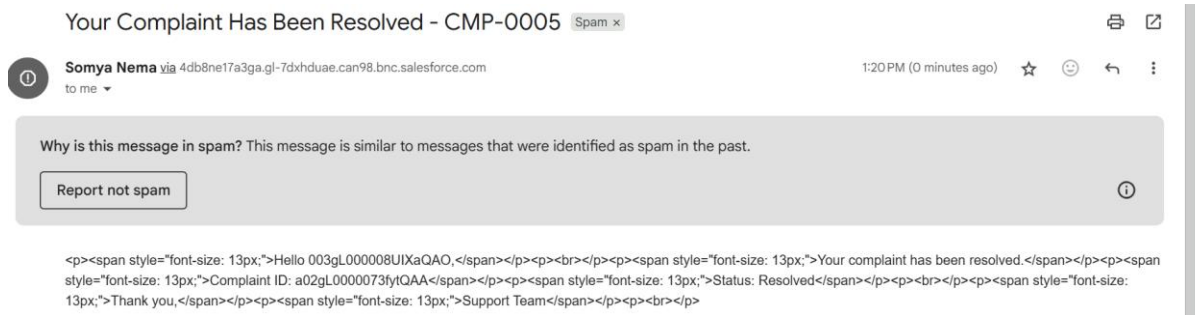 Your Complaint Has Been Resolved - CMP-0005 Spam ×
Somya Nema via 4db8ne17a3ga.gl-7dxhduae.can98.bnc.salesforce.com 1:20 PM (0 minutes ago)
to me
Why is this message in spam? This message is similar to messages that were identified as spam in the past.
Report not spam
<p><span style="font-size: 13px;">Hello 003gL000008UIXaQAO,</span></p><p><br></p><p><span style="font-size: 13px;">Your complaint has been resolved.</span></p><p><span
style="font-size: 13px;">Complaint ID: a02gL0000073fytQAA</span></p><p><span style="font-size: 13px;">Status: Resolved</span></p><p><br></p><p><span style="font-size:
13px;">Thank you,</span></p><p><span style="font-size: 13px;">Support Team</span></p><p><br></p>